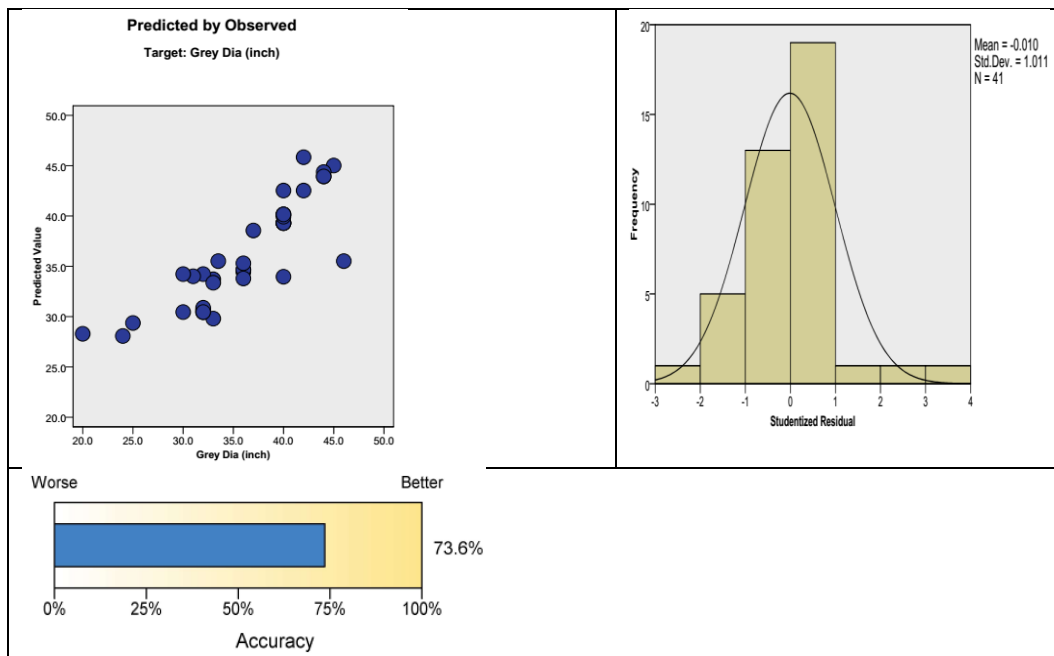 Predicted by Observed
Target: Grey Dia (inch)
50.0
45.0
40.0
35.0
30.0
25.0
20.0
Predicted Value
20.0 25.0 30.0 35.0 40.0 45.0 50.0
Grey Dia (inch)
20
15
10
5
0
Frequency
-3 -2 -1 0 1 2 3 4
Studentized Residual
Mean = -0.010
Std.Dev. = 1.011
N = 41
Worse Better
73.6%
0% 25% 50% 75% 100%
Accuracy